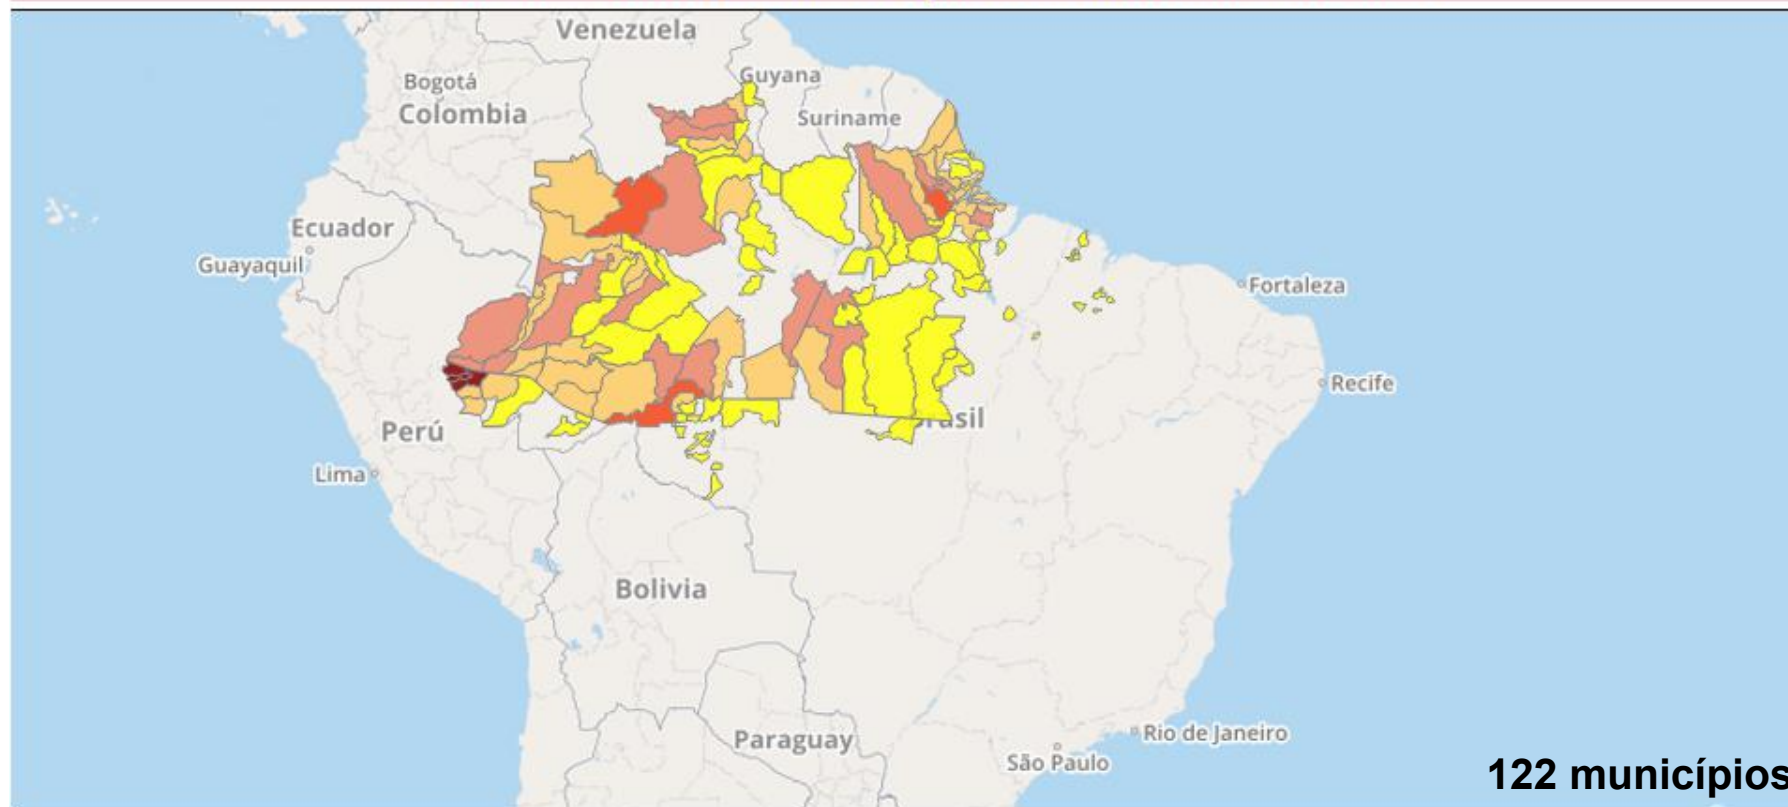 Venezuela
Guyana
Bogotá
Colombia
Suriname
Ecuador
Guayaquil
Fortaleza
Recife
Perú
Lima
Bolivia
Paraguay
Rio de Janeiro
São Paulo
122 municípios